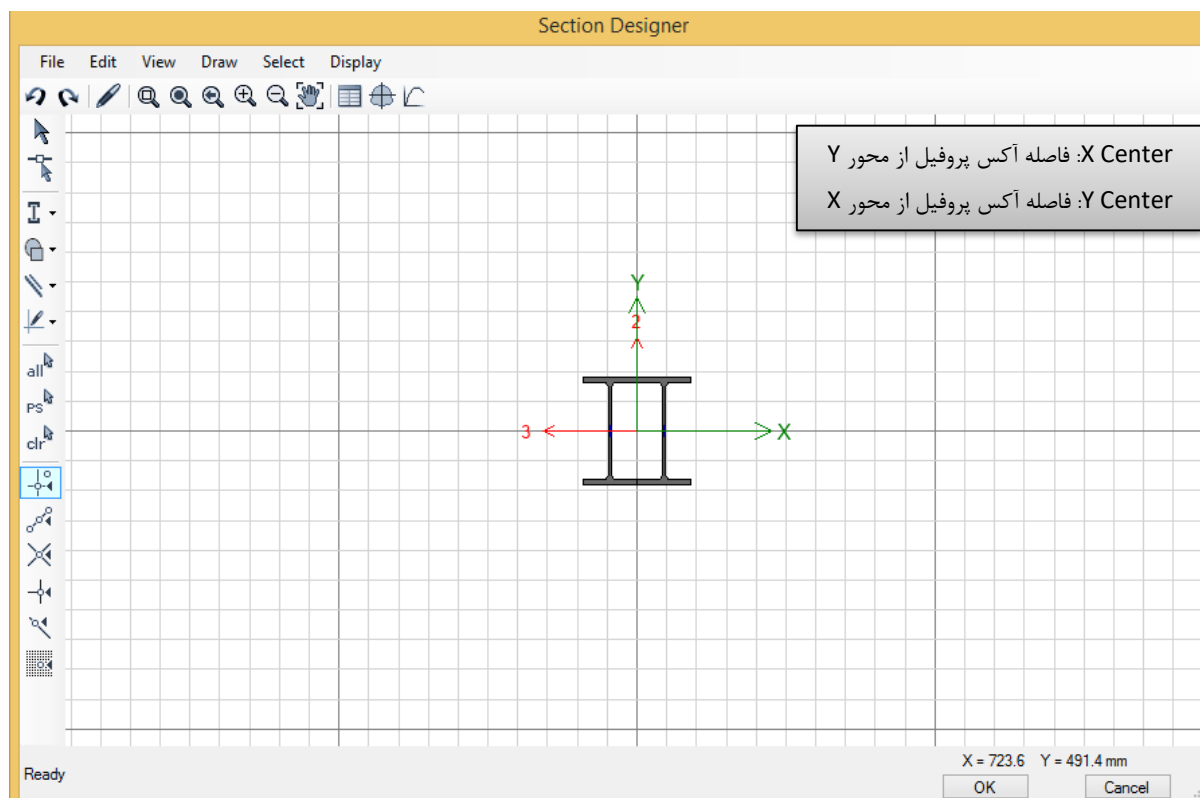 Section Designer
File Edit View Draw Select Display
X Center: فاصله آکس پروفیل از محور Y
Y Center: فاصله آکس پروفیل از محور X
Y
2
3
X
all
PS
clr
X = 723.6 Y = 491.4 mm
Ready
OK Cancel